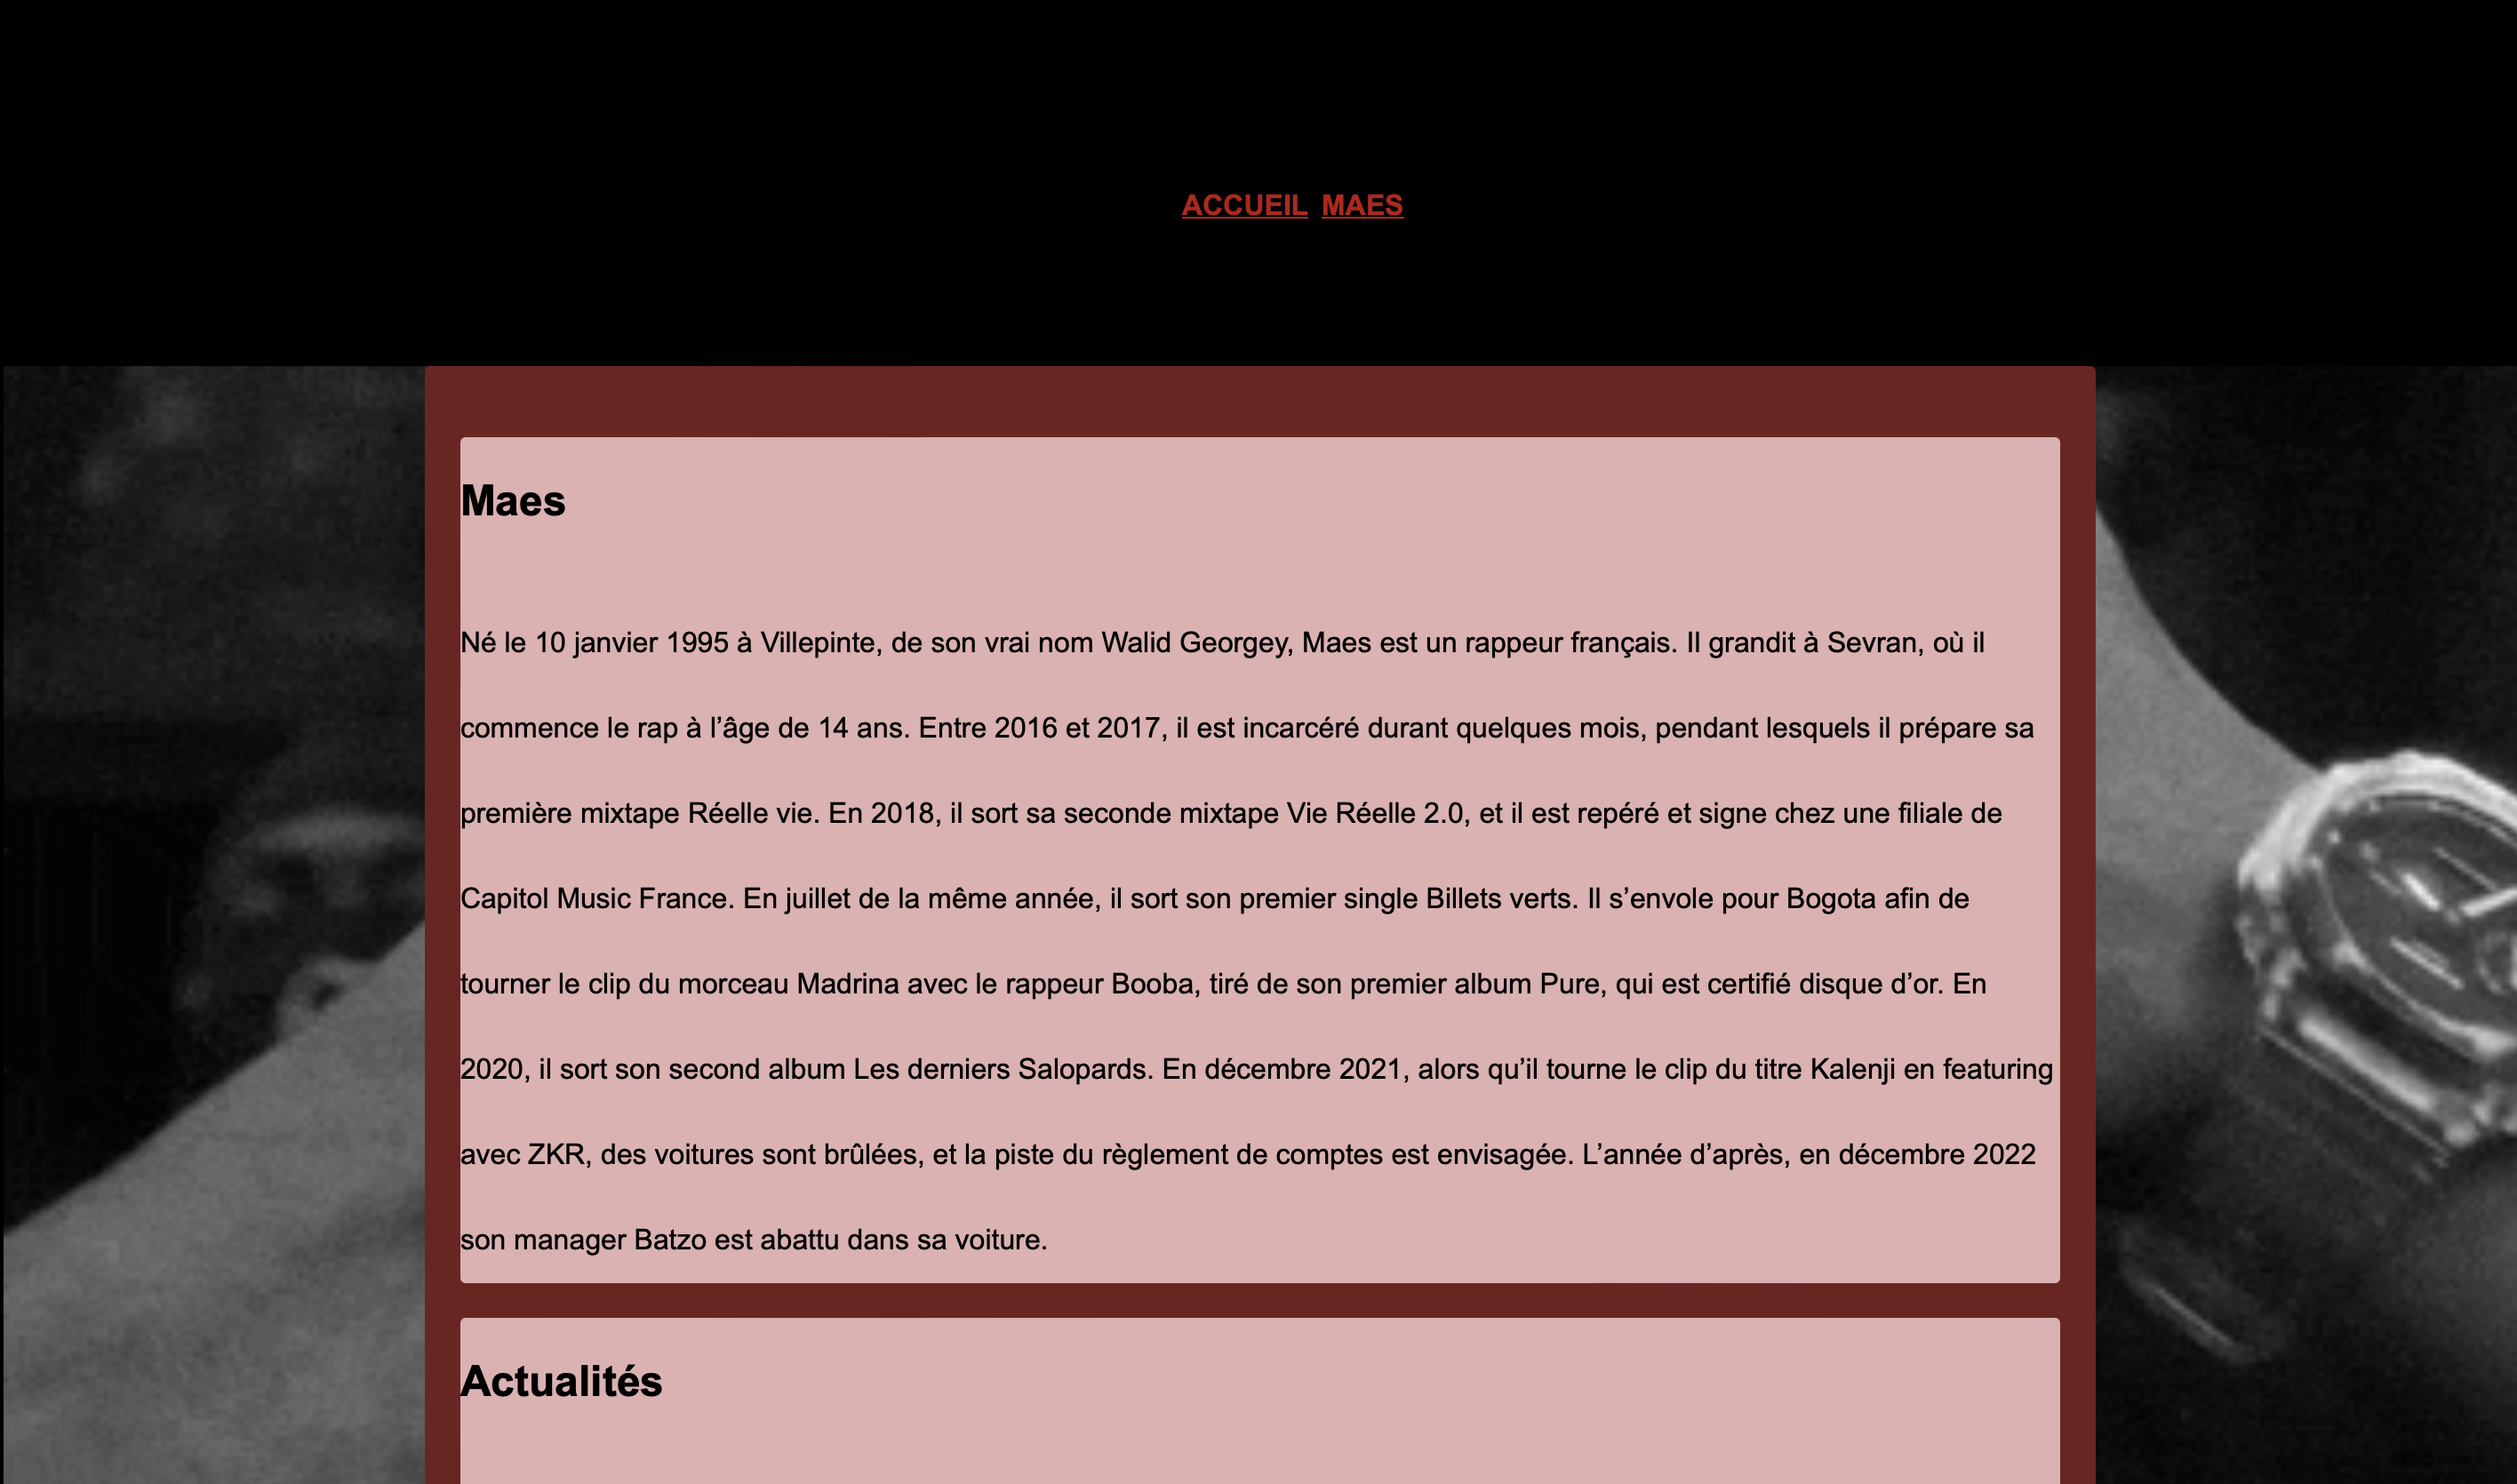 ACCUEIL MAES
Maes
Né le 10 janvier 1995 à Villepinte, de son vrai nom Walid Georgey, Maes est un rappeur français. Il grandit à Sevran, où il
commence le rap à l’âge de 14 ans. Entre 2016 et 2017, il est incarcéré durant quelques mois, pendant lesquels il prépare sa
première mixtape Réelle vie. En 2018, il sort sa seconde mixtape Vie Réelle 2.0, et il est repéré et signe chez une filiale de
Capitol Music France. En juillet de la même année, il sort son premier single Billets verts. Il s’envole pour Bogota afin de
tourner le clip du morceau Madrina avec le rappeur Booba, tiré de son premier album Pure, qui est certifié disque d’or. En
2020, il sort son second album Les derniers Salopards. En décembre 2021, alors qu’il tourne le clip du titre Kalenji en featuring
avec ZKR, des voitures sont brûlées, et la piste du règlement de comptes est envisagée. L’année d’après, en décembre 2022
son manager Batzo est abattu dans sa voiture.
Actualités